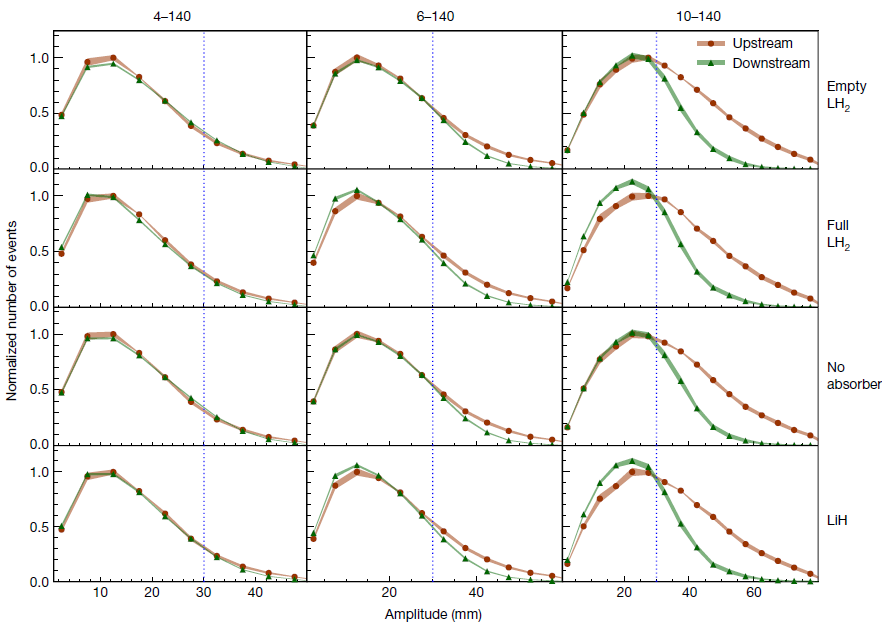 4–140
6–140
10–140
Upstream
Downstream
1.0
0.5
0.0
Empty
LH2
1.0
0.5
0.0
Full
LH2
Normalized number of events
1.0
0.5
0.0
No
absorber
1.0
0.5
0.0
LiH
10 20 30 40
20 40
20 40 60
Amplitude (mm)